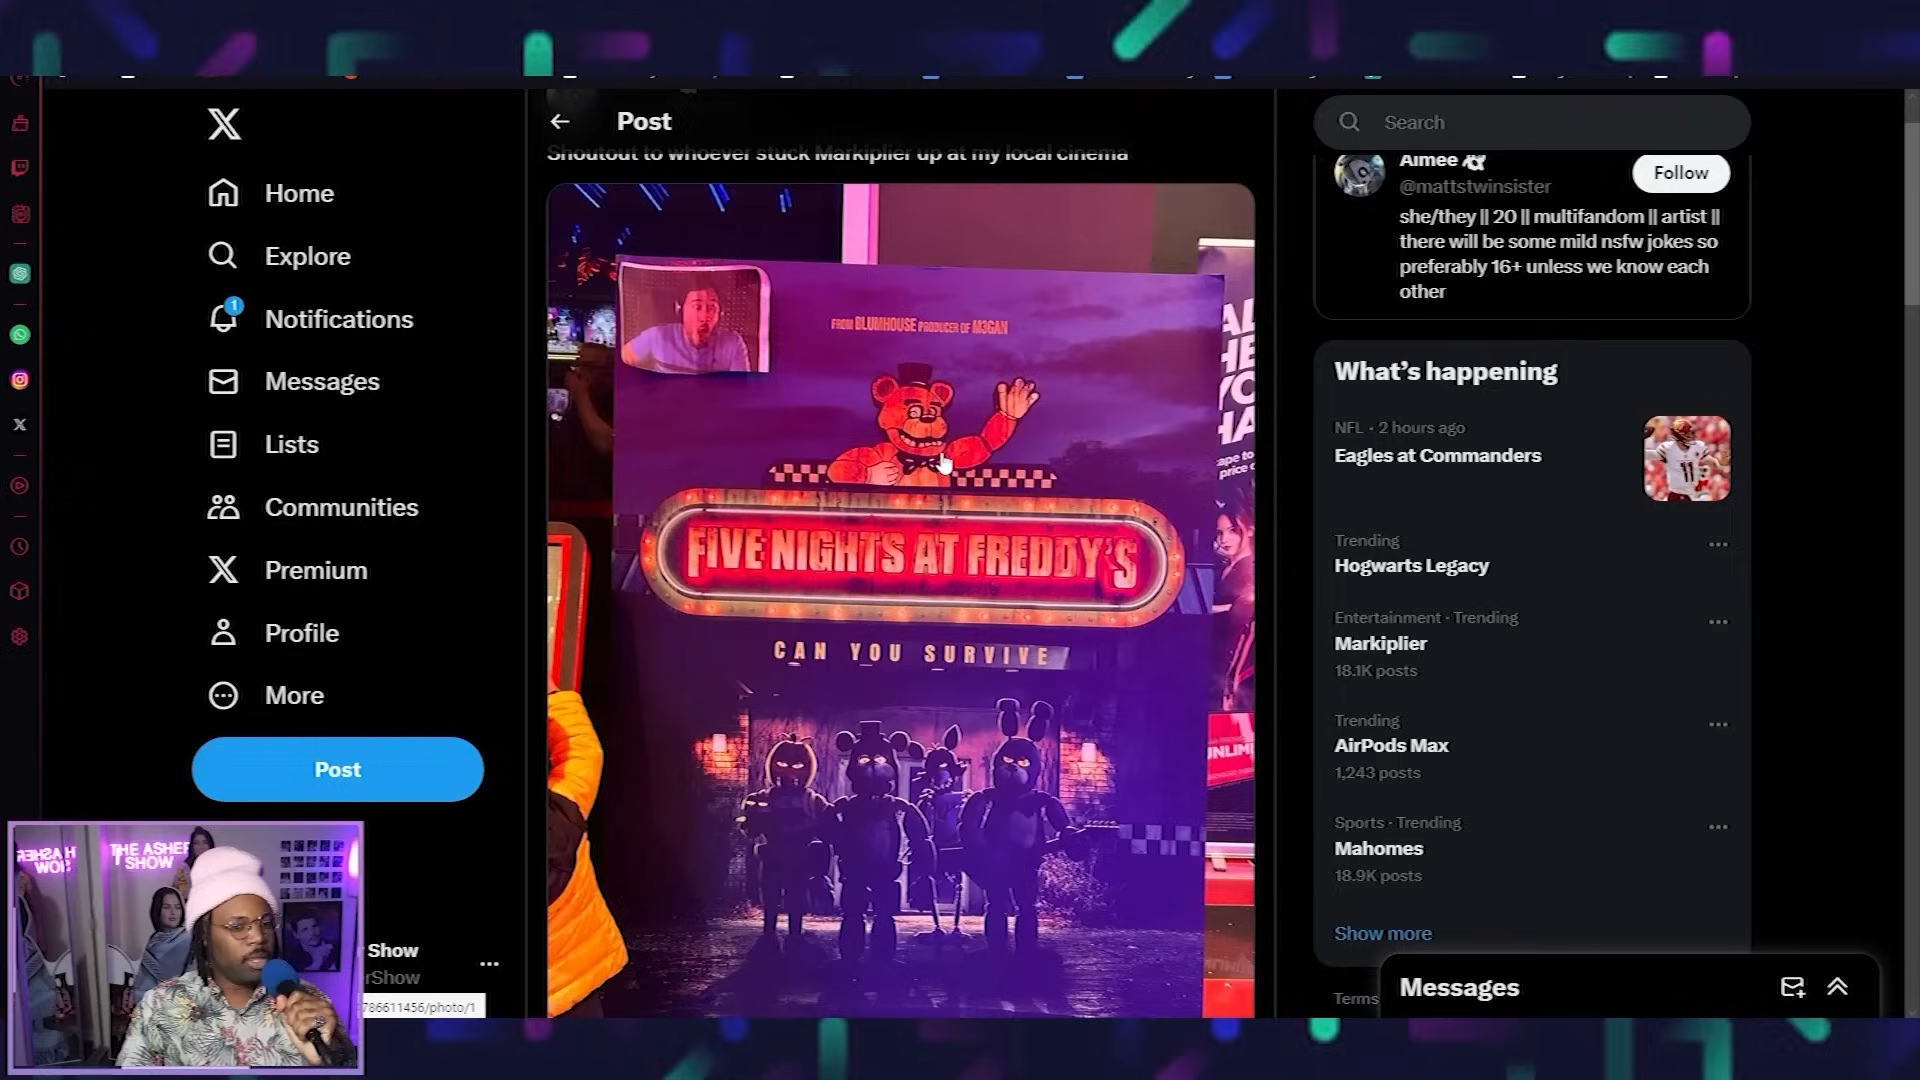 Home
Explore
1
Notifications
Messages
Lists
Communities
Premium
Profile
More
Post
Show
rShow
786611456/photo/1
THE ASHER
SHOW
Post
Shoutout to whoever stuck Markiplier up at my local cinema
FROM BLUMHOUSE PRODUCER OF M3GAN
FIVE NIGHTS AT FREDDY'S
CAN YOU SURVIVE
UNLIM
Search
Aimee
@mattstwinsister
Follow
she/they || 20 || multifandom || artist ||
there will be some mild nsfw jokes so
preferably 16+ unless we know each
other
What's happening
NFL · 2 hours ago
Eagles at Commanders
11
Trending
Hogwarts Legacy
Entertainment · Trending
Markiplier
18.1K posts
Trending
AirPods Max
1,243 posts
Sports · Trending
Mahomes
18.9K posts
Show more
Terms
Messages